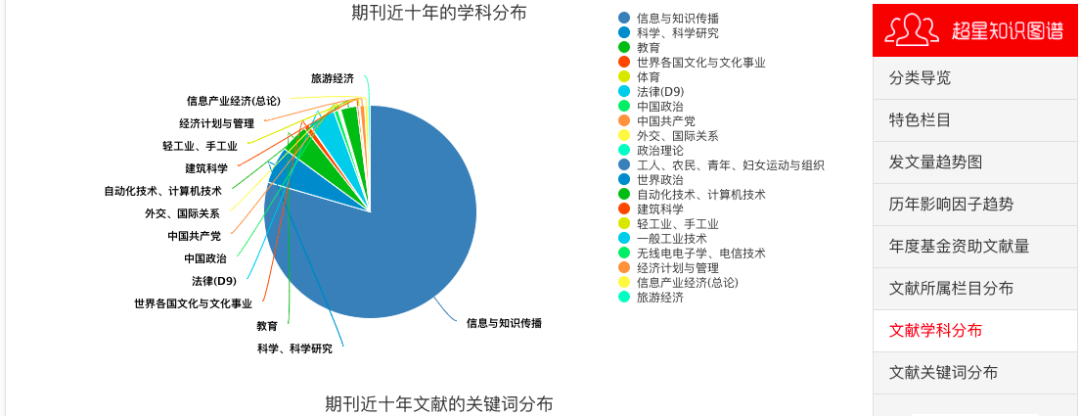 期刊近十年的学科分布
旅游经济
信息产业经济(总论)
经济计划与管理
轻工业、手工业
建筑科学
自动化技术、计算机技术
外交、国际关系
中国共产党
中国政治
法律(D9)
世界各国文化与文化事业
教育
科学、科学研究
信息与知识传播
信息与知识传播
科学、科学研究
教育
世界各国文化与文化事业
体育
法律(D9)
中国政治
中国共产党
外交、国际关系
政治理论
工人、农民、青年、妇女运动与组织
世界政治
自动化技术、计算机技术
建筑科学
轻工业、手工业
一般工业技术
无线电电子学、电信技术
经济计划与管理
信息产业经济(总论)
旅游经济
期刊近十年文献的关键词分布
超星知识图谱
分类导览
特色栏目
发文量趋势图
历年影响因子趋势
年度基金资助文献量
文献所属栏目分布
文献学科分布
文献关键词分布